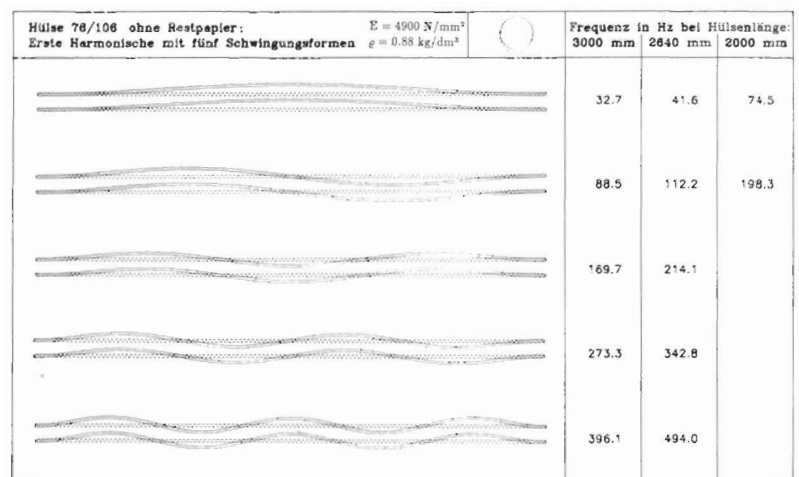 Hülse 76/106 ohne Restpapier:
E = 4900 N/mm²
Erste Harmonische mit fünf Schwingungsformen
ϱ = 0.88 kg/dm³
Frequenz in Hz bei Hülsenlänge:
3000 mm | 2640 mm | 2000 mm
32.7 41.6 74.5
88.5 112.2 198.3
169.7 214.1
273.3 342.8
396.1 494.0